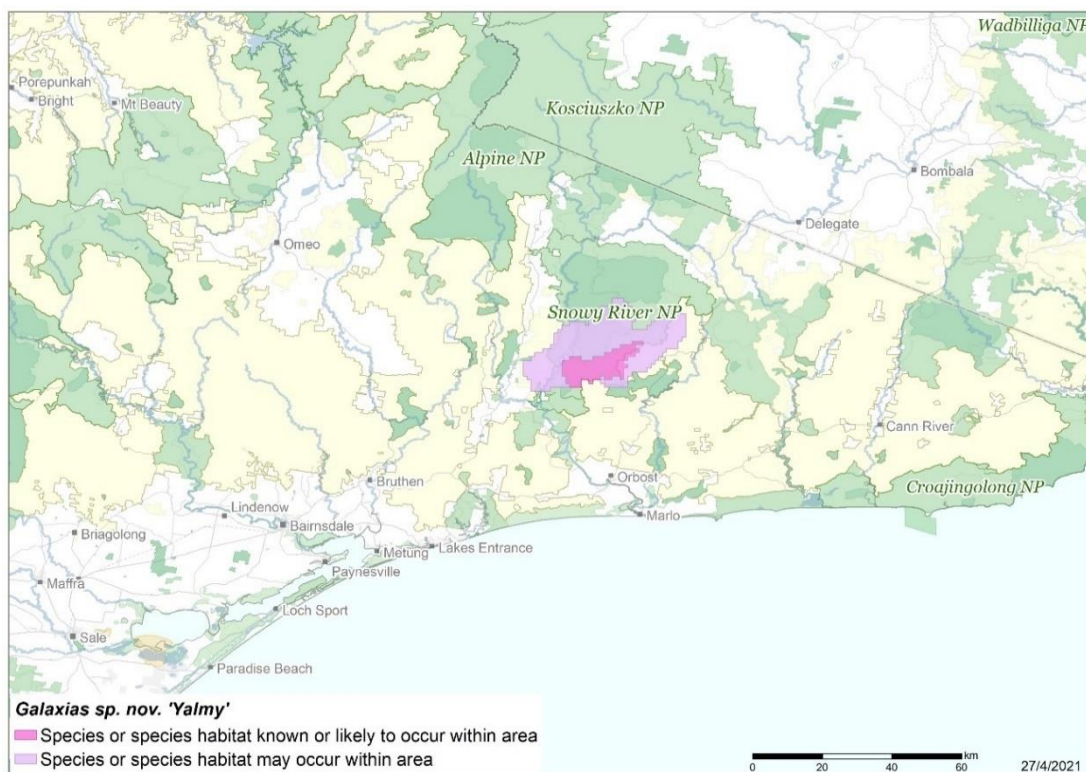 Wadbilliga NP
Porepunkah
Bright
Mt Beauty
Kosciuszko NP
Alpine NP
Bombala
Delegate
Omeo
Snowy River NP
Cann River
Bruthen
Orbost
Croajingolong NP
Lindenow
Marlo
Bairnsdale
Briagolong
Metung
Lakes Entrance
Paynesville
Maffra
Loch Sport
Sale
Paradise Beach
Galaxias sp. nov. 'Yalmy'
Species or species habitat known or likely to occur within area
Species or species habitat may occur within area
km
0 20 40 60
27/4/2021